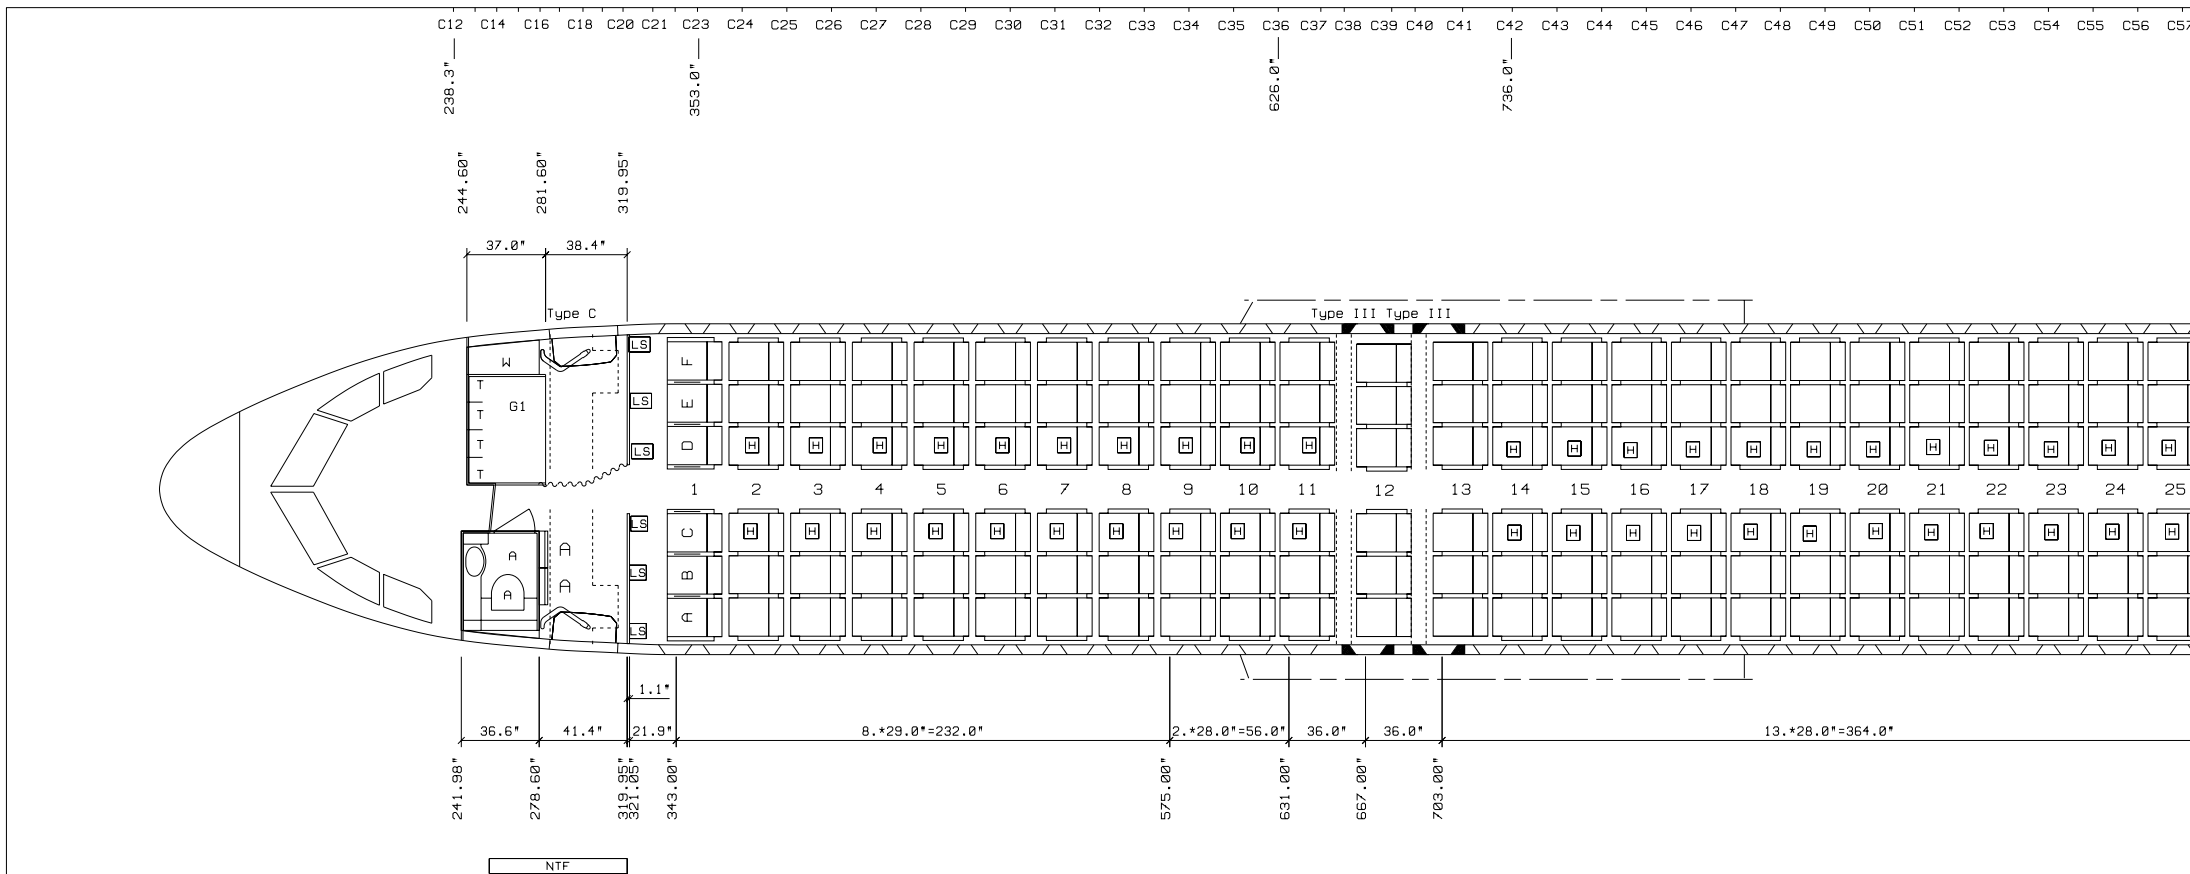 C12 C14 C16 C18 C20 C21 C23 C24 C25 C26 C27 C28 C29 C30 C31 C32 C33 C34 C35 C36 C37 C38 C39 C40 C41 C42 C43 C44 C45 C46 C47 C48 C49 C50 C51 C52 C53 C54 C55 C56 C57
238.3" 353.0" 626.0" 736.0"
244.60" 281.60" 319.95"
37.0" 38.4"
Type C Type III Type III
LS
W F
T
G1 LS E
T
T LS D H H H H H H H H H H H H H H H H H H H H H H
T
1 2 3 4 5 6 7 8 9 10 11 12 13 14 15 16 17 18 19 20 21 22 23 24 25
LS C H H H H H H H H H H H H H H H H H H H H H H
A A
LS B
A A
LS A
1.1"
36.6" 41.4" 21.9" 8.*29.0"=232.0" 2.*28.0"=56.0" 36.0" 36.0" 13.*28.0"=364.0"
241.98" 278.60" 319.95" 321.05" 343.00" 575.00" 631.00" 667.00" 703.00"
NTF